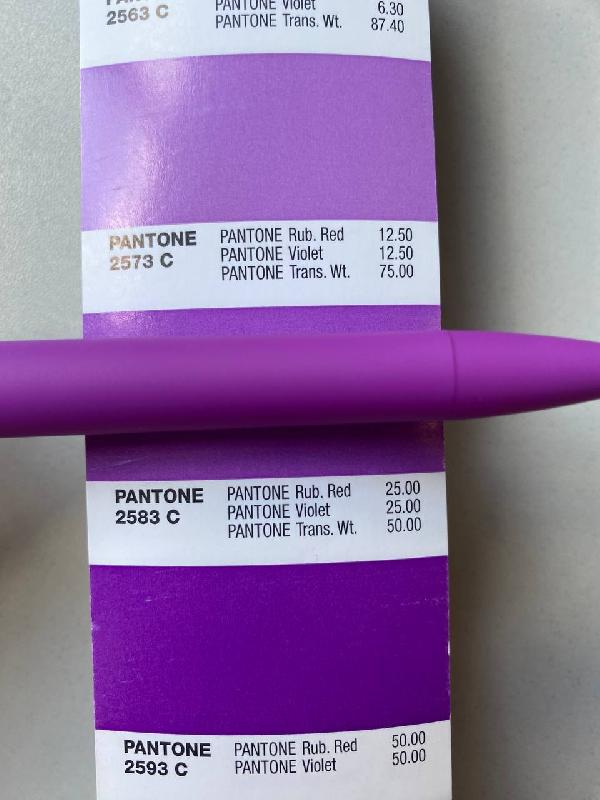 2563 C
PANTONE Violet 6.30
PANTONE Trans. Wt. 87.40
PANTONE PANTONE Rub. Red 12.50
2573 C PANTONE Violet 12.50
PANTONE Trans. Wt. 75.00
PANTONE PANTONE Rub. Red 25.00
2583 C PANTONE Violet 25.00
PANTONE Trans. Wt. 50.00
PANTONE PANTONE Rub. Red 50.00
2593 C PANTONE Violet 50.00